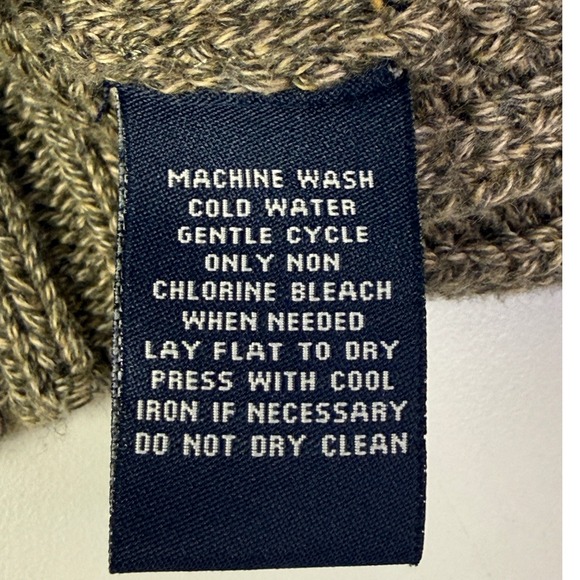 MACHINE WASH
COLD WATER
GENTLE CYCLE
ONLY NON
CHLORINE BLEACH
WHEN NEEDED
LAY FLAT TO DRY
PRESS WITH COOL
IRON. IF NECESSARY
DO NOT DRY CLEAN